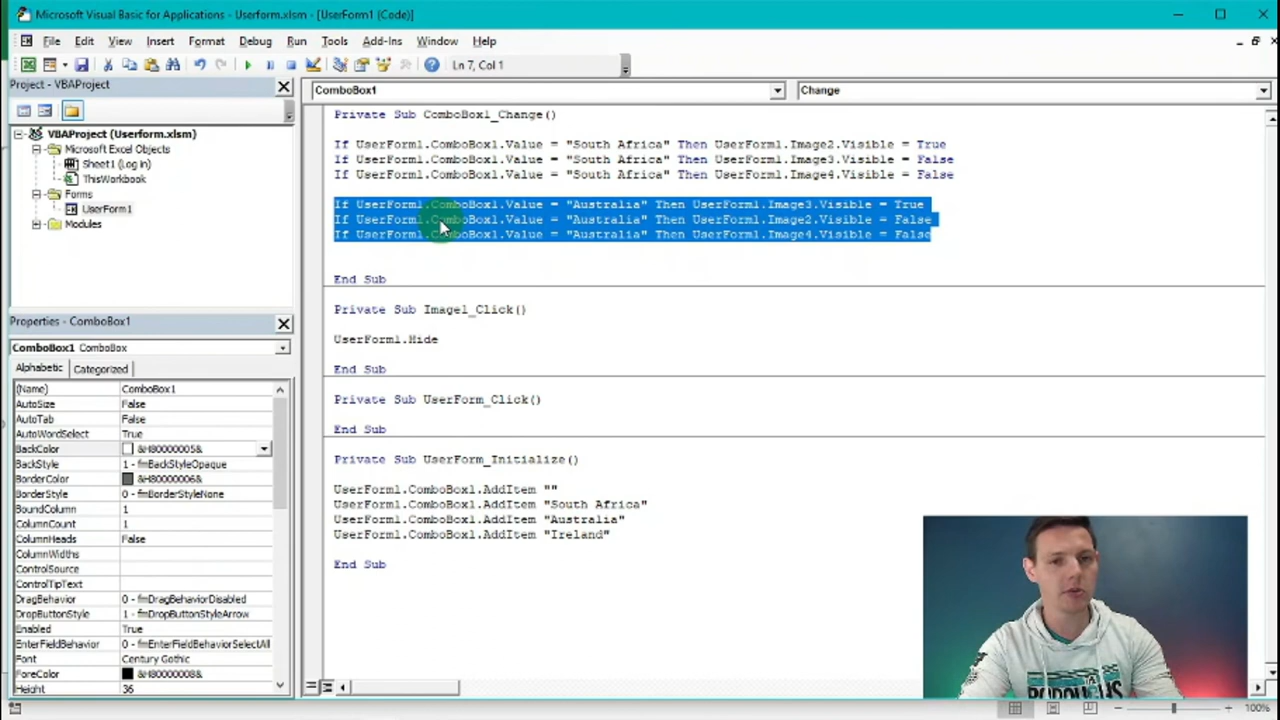 Microsoft Visual Basic for Applications - Userform.xlsm - [UserForm1 (Code)]
File Edit View Insert Format Debug Run Tools Add-Ins Window Help
Ln 7, Col 1
Project - VBAProject
VBAProject (Userform.xlsm)
Microsoft Excel Objects
Sheet1 (Log in)
ThisWorkbook
Forms
UserForm1
Modules
Properties - ComboBox1
ComboBox1 ComboBox
Alphabetic Categorized
(Name) ComboBox1
AutoSize False
AutoTab False
AutoWordSelect True
BackColor &H80000005&
BackStyle 1 - fmBackStyleOpaque
BorderColor &H80000006&
BorderStyle 0 - fmBorderStyleNone
BoundColumn 1
ColumnCount 1
ColumnHeads False
ColumnWidths
ControlSource
ControlTipText
DragBehavior 0 - fmDragBehaviorDisabled
DropButtonStyle 1 - fmDropButtonStyleArrow
Enabled True
EnterFieldBehavior 0 - fmEnterFieldBehaviorSelectAll
Font Century Gothic
ForeColor &H80000008&
Height 36
ComboBox1 Change
Private Sub ComboBox1_Change()
If UserForm1.ComboBox1.Value = "South Africa" Then UserForm1.Image2.Visible = True
If UserForm1.ComboBox1.Value = "South Africa" Then UserForm1.Image3.Visible = False
If UserForm1.ComboBox1.Value = "South Africa" Then UserForm1.Image4.Visible = False
If UserForm1.ComboBox1.Value = "Australia" Then UserForm1.Image3.Visible = True
If UserForm1.ComboBox1.Value = "Australia" Then UserForm1.Image2.Visible = False
If UserForm1.ComboBox1.Value = "Australia" Then UserForm1.Image4.Visible = False
End Sub
Private Sub Image1_Click()
UserForm1.Hide
End Sub
Private Sub UserForm_Click()
End Sub
Private Sub UserForm_Initialize()
UserForm1.ComboBox1.AddItem ""
UserForm1.ComboBox1.AddItem "South Africa"
UserForm1.ComboBox1.AddItem "Australia"
UserForm1.ComboBox1.AddItem "Ireland"
End Sub
100%